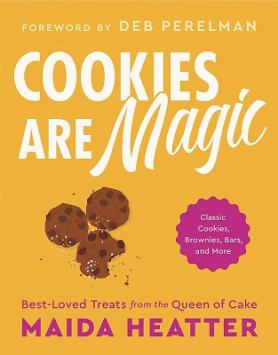 FOREWORD BY DEB PERELMAN
COOKIES
ARE Magic
Classic
Cookies,
Brownies, Bars,
and More
Best-Loved Treats from the Queen of Cake
MAIDA HEATTER